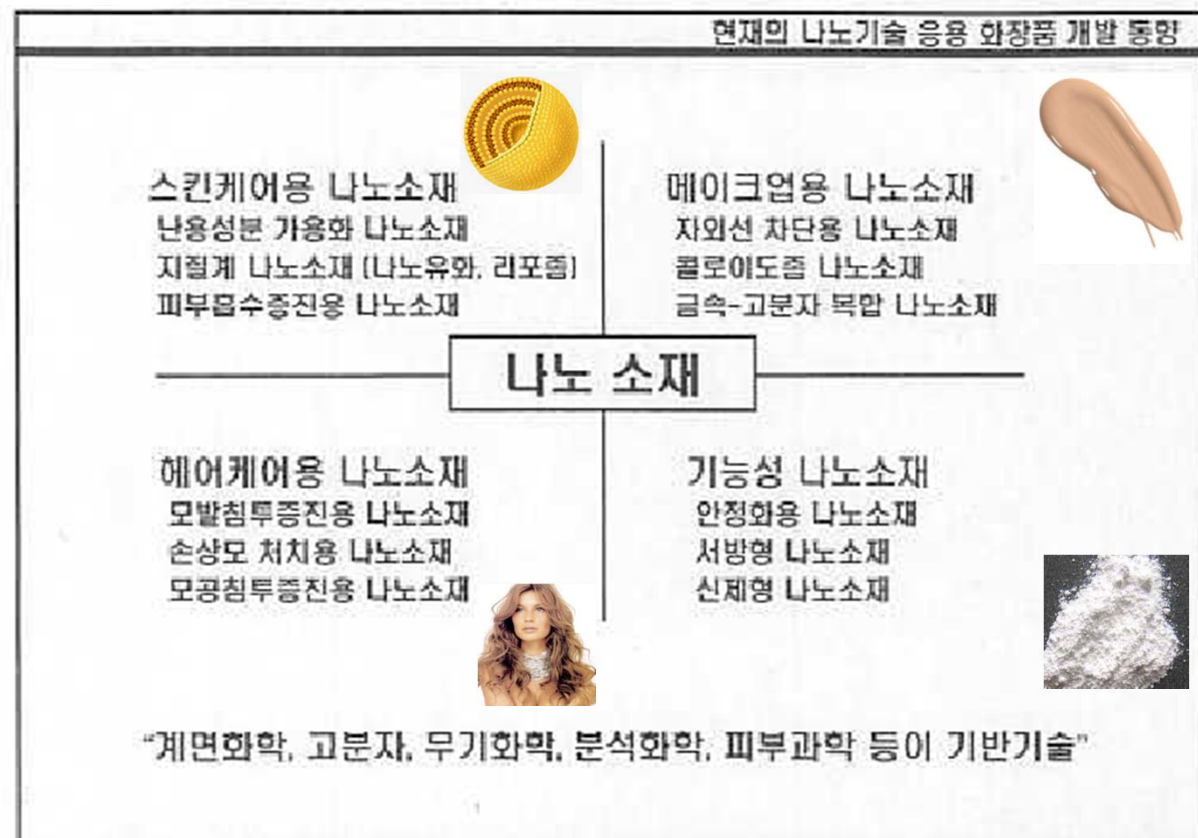 현재의 나노기술 응용 화장품 개발 동향
스킨케어용 나노소재
난용성분 가용화 나노소재
지질계 나노소재 (나노유화, 리포좀)
피부흡수증진용 나노소재
메이크업용 나노소재
자외선 차단용 나노소재
콜로이도좀 나노소재
금속-고분자 복합 나노소재
나노 소재
헤어케어용 나노소재
모발침투증진용 나노소재
손상모 처치용 나노소재
모공침투증진용 나노소재
기능성 나노소재
안정화용 나노소재
서방형 나노소재
신제형 나노소재
“계면화학, 고분자, 무기화학, 분석화학, 피부과학 등이 기반기술”